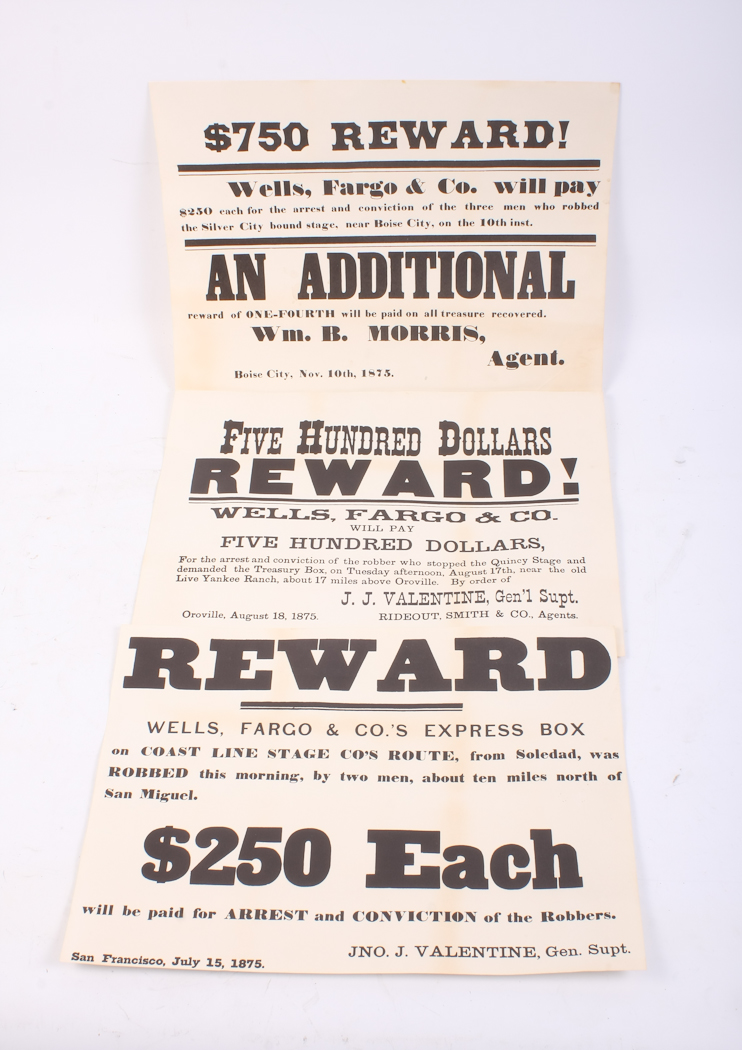 $750 REWARD!
Wells, Fargo & Co. will pay
$250 each for the arrest and conviction of the three men who robbed
the Silver City bound stage, near Boise City, on the 10th inst.
AN ADDITIONAL
reward of ONE-FOURTH will be paid on all treasure recovered.
Wm. B. MORRIS,
Agent.
Boise City, Nov. 10th, 1875.
FIVE HUNDRED DOLLARS
REWARD!
WELLS, FARGO & CO.
WILL PAY
FIVE HUNDRED DOLLARS,
For the arrest and conviction of the robber who stopped the Quincy Stage and
demanded the Treasury Box, on Tuesday afternoon, August 17th, near the old
Live Yankee Ranch, about 17 miles above Oroville. By order of
J. J. VALENTINE, Gen'l Supt.
Oroville, August 18, 1875. RIDEOUT, SMITH & CO., Agents.
REWARD
WELLS, FARGO & CO.'S EXPRESS BOX
on COAST LINE STAGE CO'S ROUTE, from Soledad, was
ROBBED this morning, by two men, about ten miles north of
San Miguel.
$250 Each
will be paid for ARREST and CONVICTION of the Robbers.
JNO. J. VALENTINE, Gen. Supt.
San Francisco, July 15, 1875.